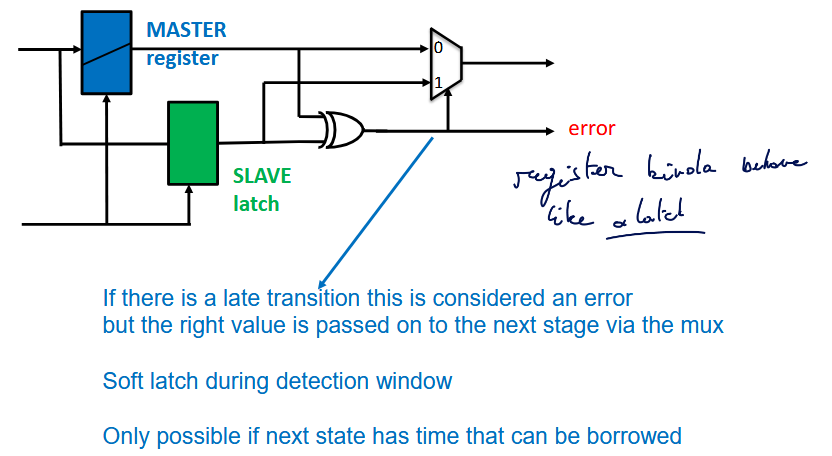 MASTER
register
0
1
error
SLAVE
latch
register kinda behave
like a latch
If there is a late transition this is considered an error
but the right value is passed on to the next stage via the mux
Soft latch during detection window
Only possible if next state has time that can be borrowed